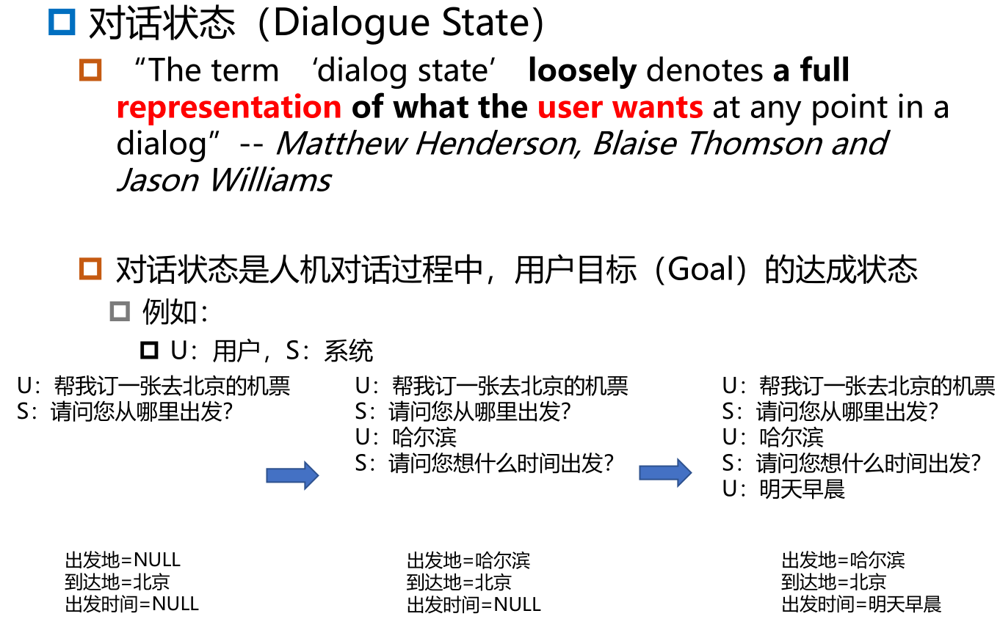 对话状态（Dialogue State）
“The term ‘dialog state’ loosely denotes a full
representation of what the user wants at any point in a
dialog” -- Matthew Henderson, Blaise Thomson and
Jason Williams
对话状态是人机对话过程中，用户目标（Goal）的达成状态
例如：
U：用户，S：系统
U：帮我订一张去北京的机票
S：请问您从哪里出发？
U：帮我订一张去北京的机票
S：请问您从哪里出发？
U：哈尔滨
S：请问您想什么时间出发？
U：帮我订一张去北京的机票
S：请问您从哪里出发？
U：哈尔滨
S：请问您想什么时间出发？
U：明天早晨
出发地=NULL
到达地=北京
出发时间=NULL
出发地=哈尔滨
到达地=北京
出发时间=NULL
出发地=哈尔滨
到达地=北京
出发时间=明天早晨